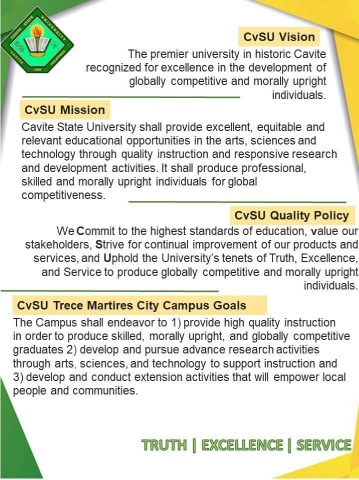 CvSU Vision
The premier university in historic Cavite
recognized for excellence in the development of
globally competitive and morally upright
individuals.
CvSU Mission
Cavite State University shall provide excellent, equitable and
relevant educational opportunities in the arts, sciences and
technology through quality instruction and responsive research
and development activities. It shall produce professional,
skilled and morally upright individuals for global
competitiveness.
CvSU Quality Policy
We Commit to the highest standards of education, value our
stakeholders, Strive for continual improvement of our products and
services, and Uphold the University's tenets of Truth, Excellence,
and Service to produce globally competitive and morally upright
individuals.
CvSU Trece Martires City Campus Goals
The Campus shall endeavor to 1) provide high quality instruction
in order to produce skilled, morally upright, and globally competitive
graduates 2) develop and pursue advance research activities
through arts, sciences, and technology to support instruction and
3) develop and conduct extension activities that will empower local
people and communities.
TRUTH | EXCELLENCE | SERVICE